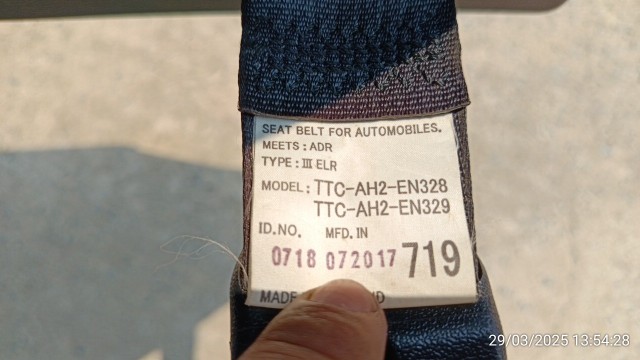 SEAT BELT FOR AUTOMOBILES.
MEETS: ADR
TYPE: III ELR
MODEL: TTC-AH2-EN328
TTC-AH2-EN329
ID.NO. MFD.IN
0718 072017 719
MADE
29/03/2025 13:54:28